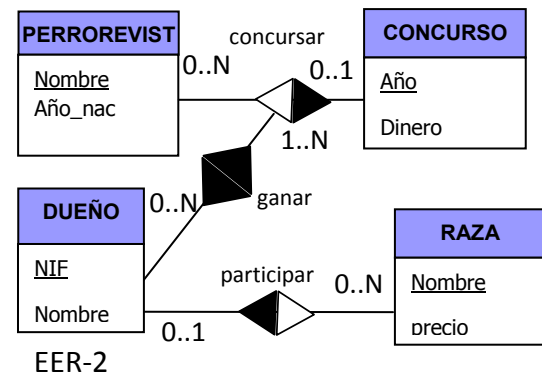 PERROREVIST
Nombre
Año_nac
concursar
0..N
0..1
1..N
CONCURSO
Año
Dinero
DUEÑO
NIF
Nombre
0..N
ganar
participar
0..1
0..N
RAZA
Nombre
precio
EER-2